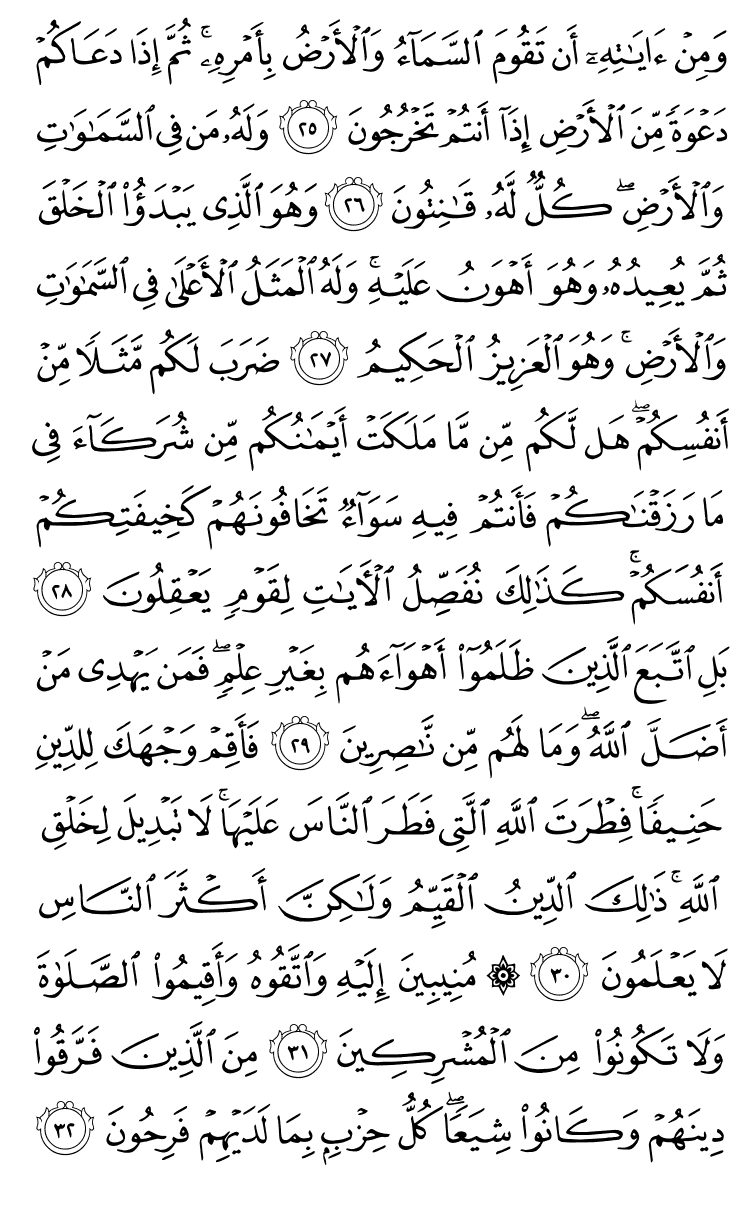 وَمِنْ ءَايَـٰتِهِۦٓ أَن تَقُومَ ٱلسَّمَآءُ وَٱلْأَرْضُ بِأَمْرِهِۦ ۚ ثُمَّ إِذَا دَعَاكُمْ
دَعْوَةً مِّنَ ٱلْأَرْضِ إِذَآ أَنتُمْ تَخْرُجُونَ ٢٥ وَلَهُۥ مَن فِى ٱلسَّمَـٰوَٰتِ
وَٱلْأَرْضِ ۖ كُلٌّ لَّهُۥ قَـٰنِتُونَ ٢٦ وَهُوَ ٱلَّذِى يَبْدَؤُا۟ ٱلْخَلْقَ
ثُمَّ يُعِيدُهُۥ وَهُوَ أَهْوَنُ عَلَيْهِ ۚ وَلَهُ ٱلْمَثَلُ ٱلْأَعْلَىٰ فِى ٱلسَّمَـٰوَٰتِ
وَٱلْأَرْضِ ۚ وَهُوَ ٱلْعَزِيزُ ٱلْحَكِيمُ ٢٧ ضَرَبَ لَكُم مَّثَلًا مِّنْ
أَنفُسِكُمْ ۖ هَل لَّكُم مِّن مَّا مَلَكَتْ أَيْمَـٰنُكُم مِّن شُرَكَآءَ فِى
مَا رَزَقْنَـٰكُمْ فَأَنتُمْ فِيهِ سَوَآءٌ تَخَافُونَهُمْ كَخِيفَتِكُمْ
أَنفُسَكُمْ ۚ كَذَٰلِكَ نُفَصِّلُ ٱلْـَٔايَـٰتِ لِقَوْمٍ يَعْقِلُونَ ٢٨
بَلِ ٱتَّبَعَ ٱلَّذِينَ ظَلَمُوٓا۟ أَهْوَآءَهُم بِغَيْرِ عِلْمٍ ۖ فَمَن يَهْدِى مَنْ
أَضَلَّ ٱللَّهُ ۖ وَمَا لَهُم مِّن نَّـٰصِرِينَ ٢٩ فَأَقِمْ وَجْهَكَ لِلدِّينِ
حَنِيفًا ۚ فِطْرَتَ ٱللَّهِ ٱلَّتِى فَطَرَ ٱلنَّاسَ عَلَيْهَا ۚ لَا تَبْدِيلَ لِخَلْقِ
ٱللَّهِ ۚ ذَٰلِكَ ٱلدِّينُ ٱلْقَيِّمُ وَلَـٰكِنَّ أَكْثَرَ ٱلنَّاسِ
لَا يَعْلَمُونَ ٣٠ ۞ مُنِيبِينَ إِلَيْهِ وَٱتَّقُوهُ وَأَقِيمُوا۟ ٱلصَّلَوٰةَ
وَلَا تَكُونُوا۟ مِنَ ٱلْمُشْرِكِينَ ٣١ مِنَ ٱلَّذِينَ فَرَّقُوا۟
دِينَهُمْ وَكَانُوا۟ شِيَعًا ۖ كُلُّ حِزْبٍۭ بِمَا لَدَيْهِمْ فَرِحُونَ ٣٢